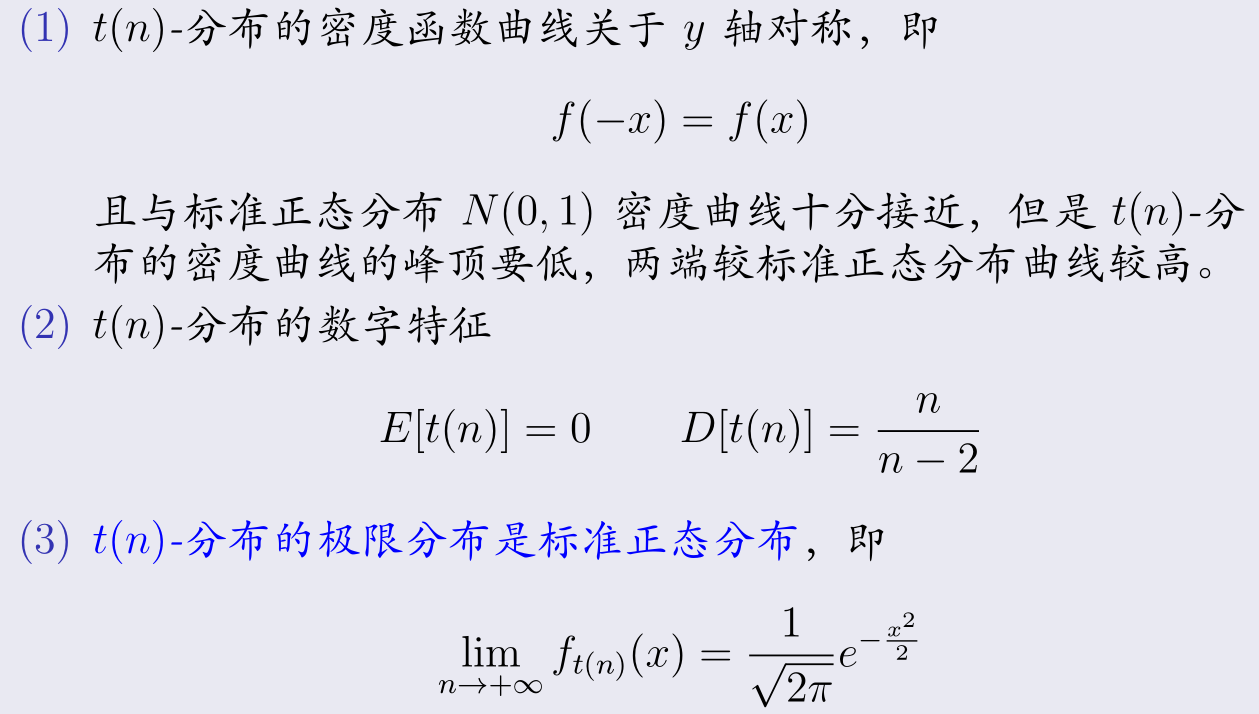 (1) t(n)-分布的密度函数曲线关于 y 轴对称，即
f(−x) = f(x)
且与标准正态分布 N(0, 1) 密度曲线十分接近，但是 t(n)-分
布的密度曲线的峰顶要低，两端较标准正态分布曲线较高。
(2) t(n)-分布的数字特征
E[t(n)] = 0 D[t(n)] = \frac{n}{n − 2}
(3) t(n)-分布的极限分布是标准正态分布，即
\lim_{n→+∞} f_{t(n)}(x) = \frac{1}{\sqrt{2π}} e^{−\frac{x^2}{2}}